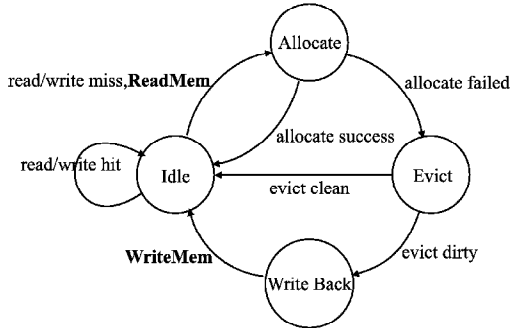 Allocate
read/write miss,ReadMem
allocate failed
allocate success
read/write hit
Idle
Evict
evict clean
WriteMem
evict dirty
Write Back